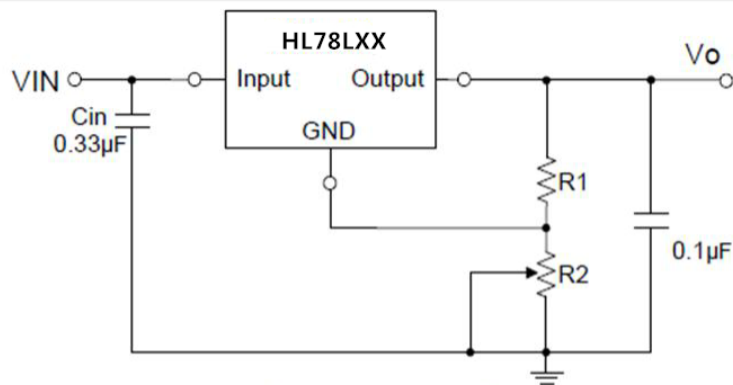 HL78LXX
VIN
Input
Output
Vo
Cin
0.33μF
GND
R1
R2
0.1μF